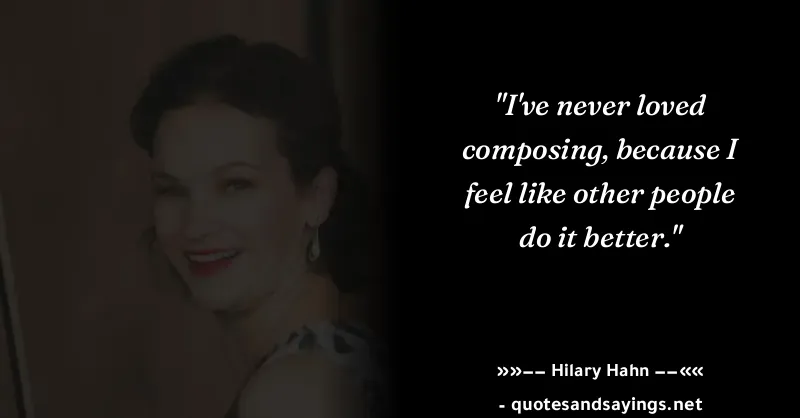 "I've never loved
composing, because I
feel like other people
do it better."
»»−− Hilary Hahn −−««
- quotesandsayings.net